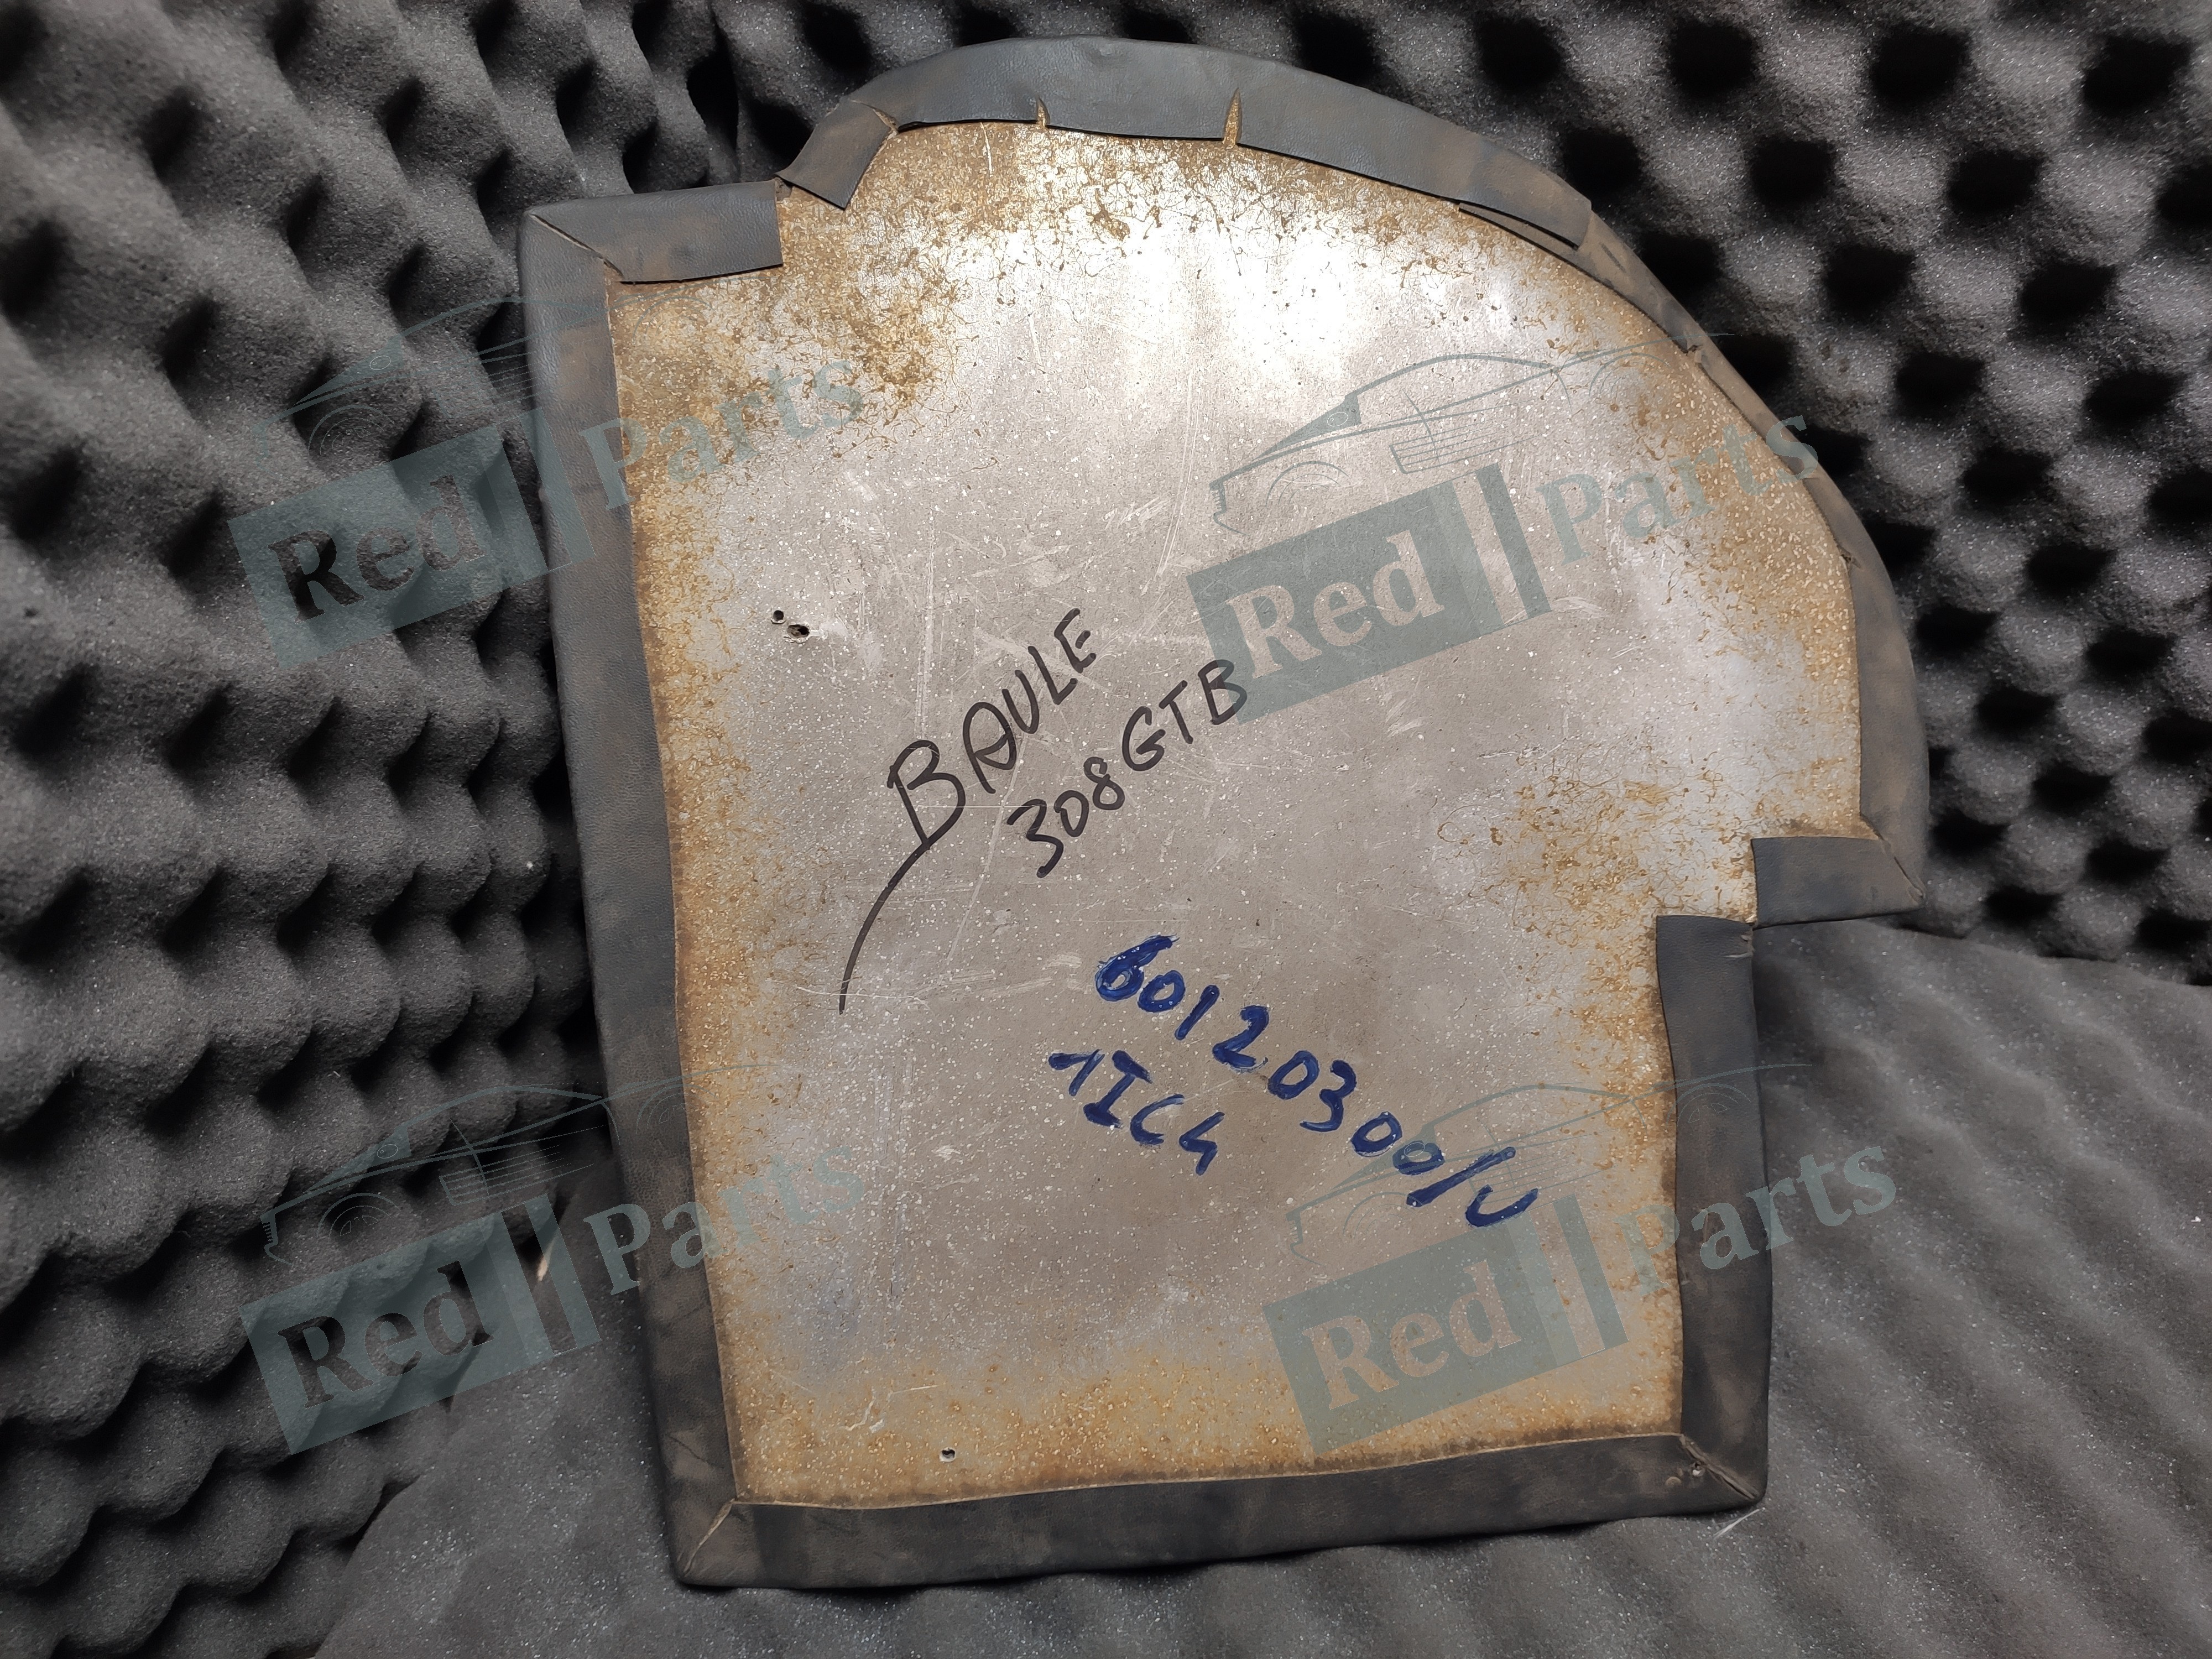 Red Parts
Red Parts
BAULE
308 GTB
60120300/U
1IC4
Red Parts
Red Parts